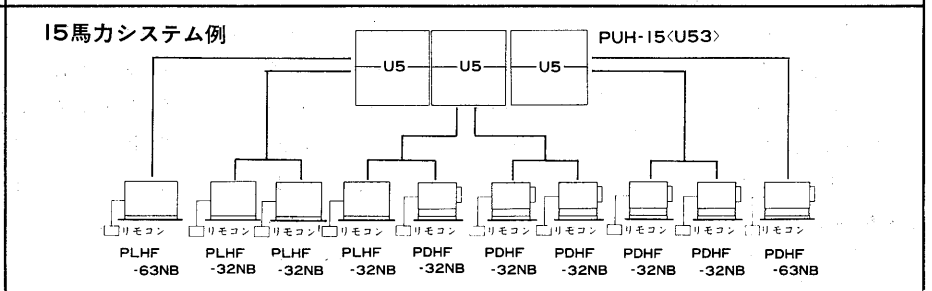 15馬力システム例
PUH-15<U53>
U5
U5
U5
リモコン
リモコン
リモコン
リモコン
リモコン
リモコン
リモコン
リモコン
リモコン
リモコン
PLHF
-63NB
PLHF
-32NB
PLHF
-32NB
PLHF
-32NB
PDHF
-32NB
PDHF
-32NB
PDHF
-32NB
PDHF
-32NB
PDHF
-32NB
PDHF
-63NB